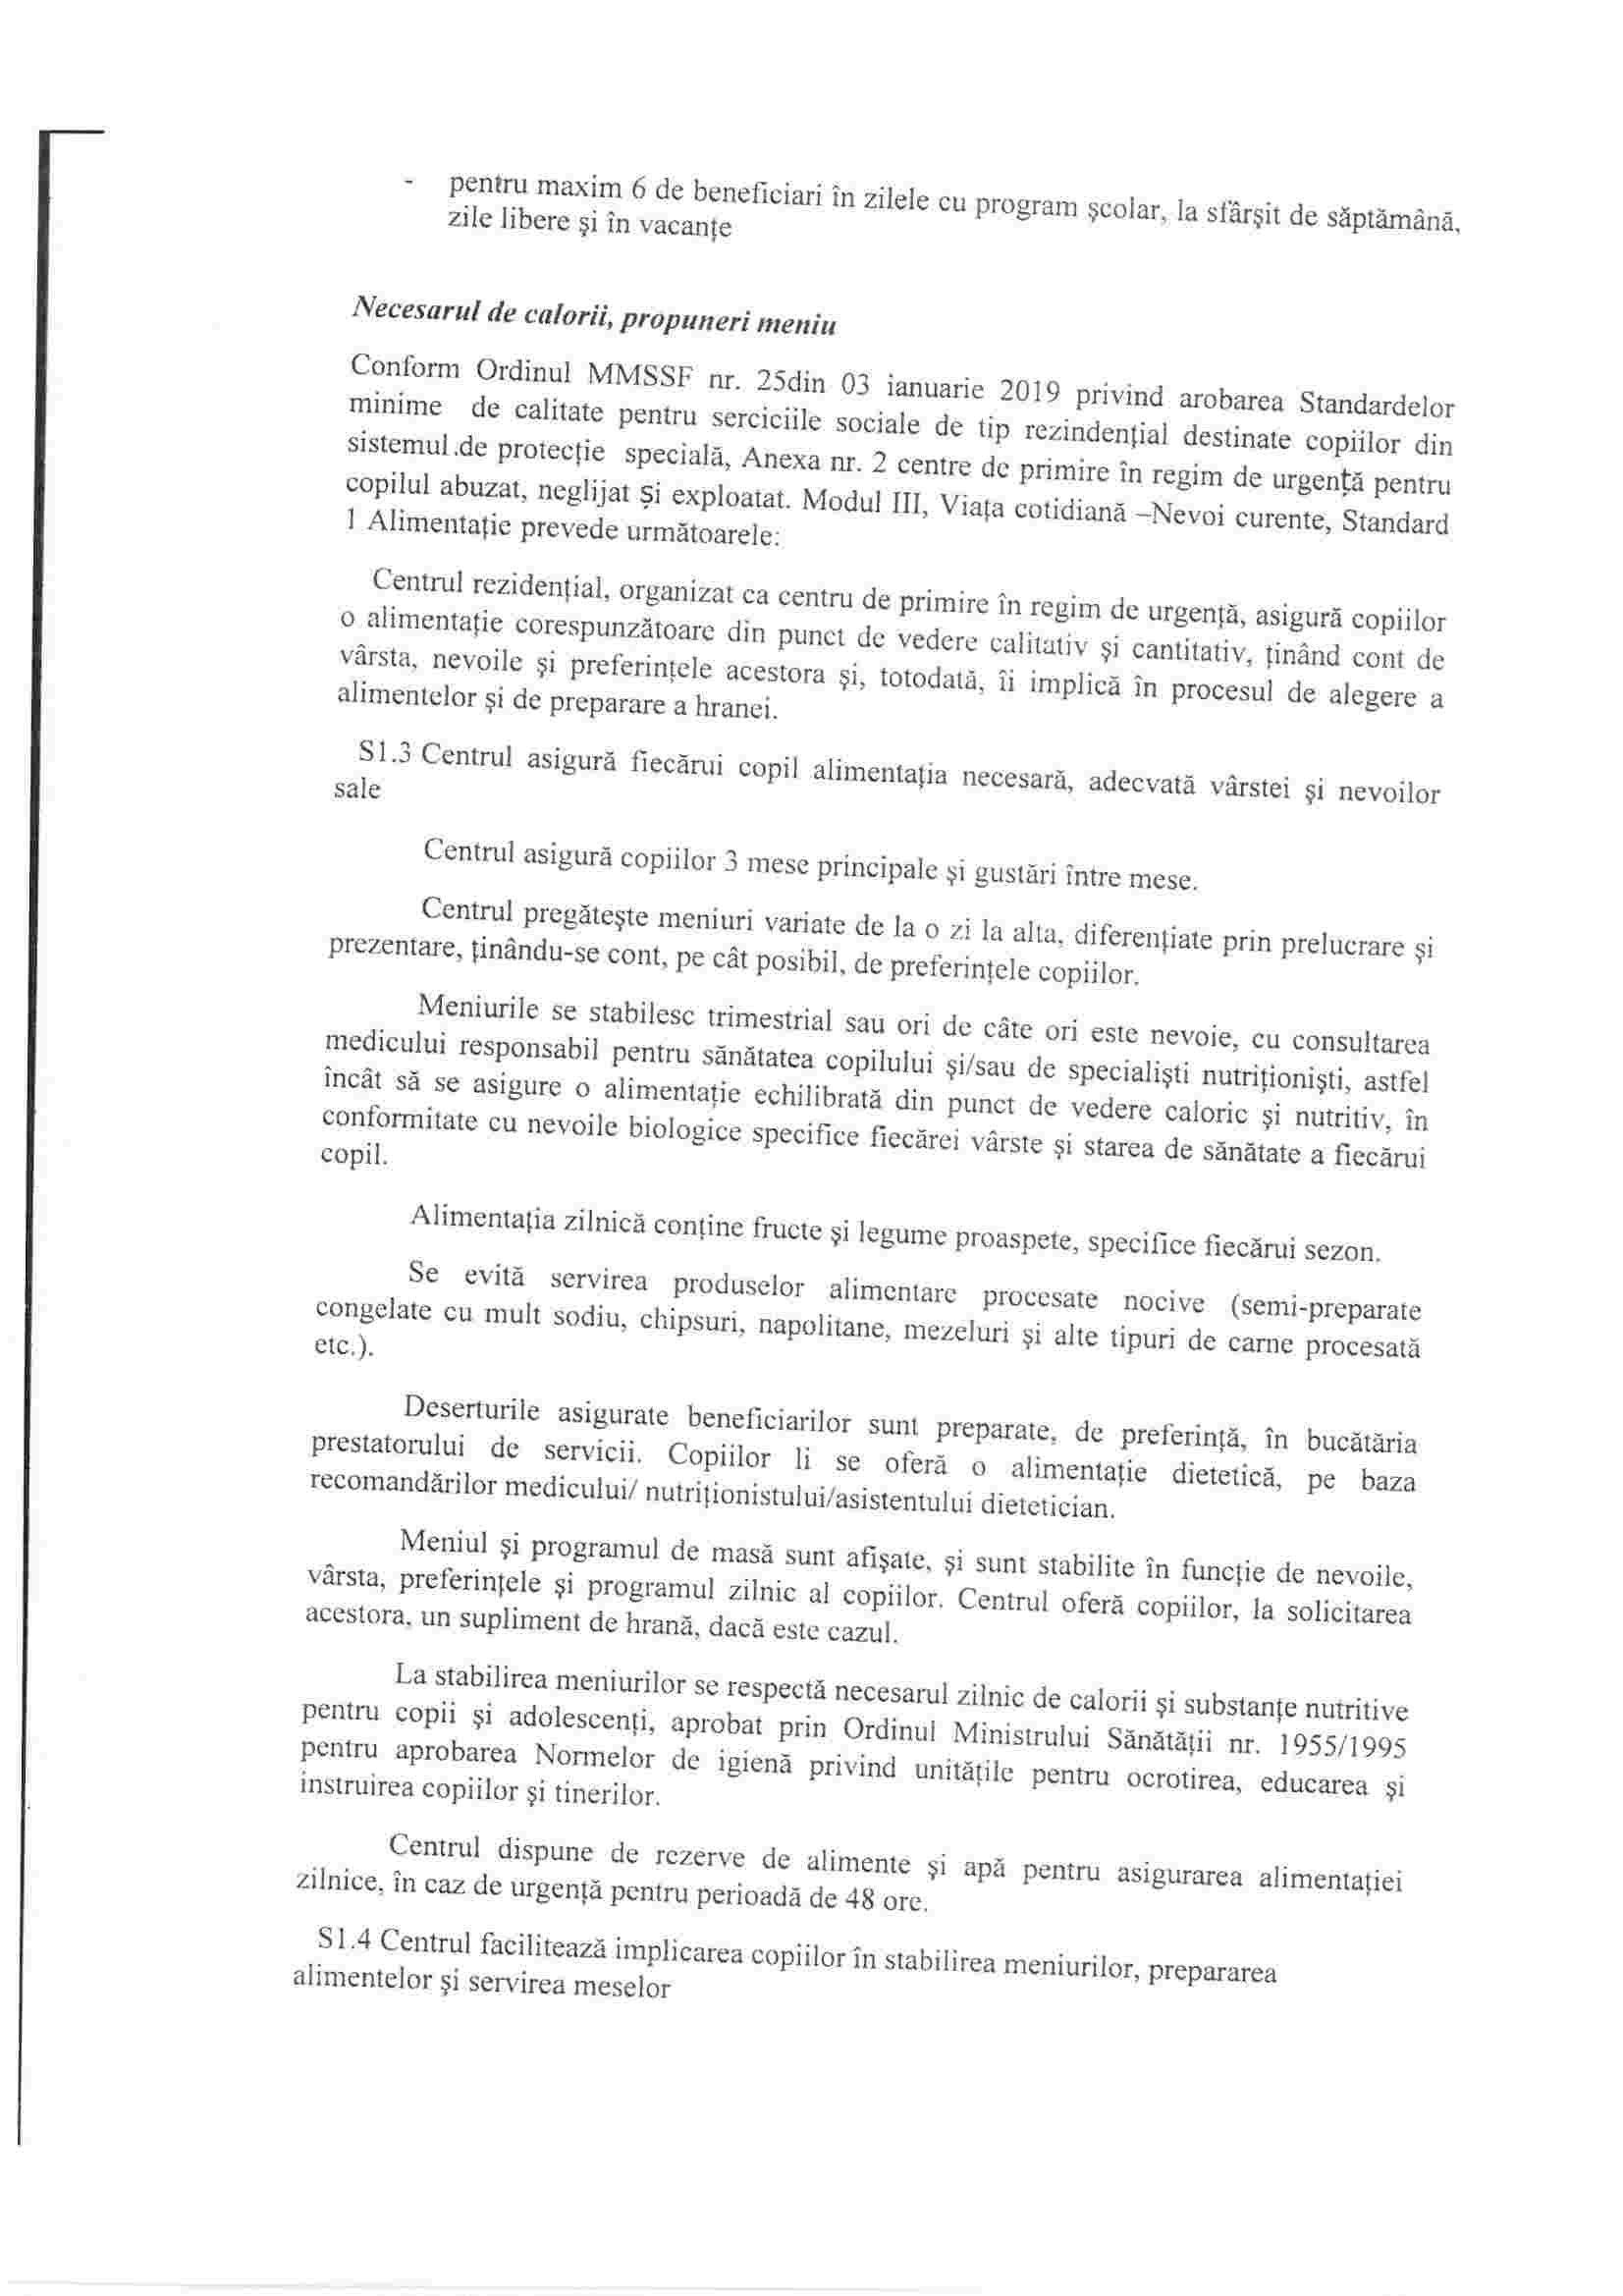 - pentru maxim 6 de beneficiari în zilele cu program şcolar, la sfârşit de săptămână,
zile libere şi în vacanţe
Necesarul de calorii, propuneri meniu
Conform Ordinul MMSSF nr. 25din 03 ianuarie 2019 privind arobarea Standardelor
minime de calitate pentru serciciile sociale de tip rezindenţial destinate copiilor din
sistemul .de protecţie specială, Anexa nr. 2 centre de primire în regim de urgenţă pentru
copilul abuzat, neglijat şi exploatat. Modul III, Viaţa cotidiană –Nevoi curente, Standard
1 Alimentaţie prevede următoarele:
Centrul rezidenţial, organizat ca centru de primire în regim de urgenţă, asigură copiilor
o alimentaţie corespunzătoare din punct de vedere calitativ şi cantitativ, ţinând cont de
vârsta, nevoile şi preferinţele acestora şi, totodată, îi implică în procesul de alegere a
alimentelor şi de preparare a hranei.
S1.3 Centrul asigură fiecărui copil alimentaţia necesară, adecvată vârstei şi nevoilor
sale
Centrul asigură copiilor 3 mese principale şi gustări între mese.
Centrul pregăteşte meniuri variate de la o zi la alta, diferenţiate prin prelucrare şi
prezentare, ţinându-se cont, pe cât posibil, de preferinţele copiilor.
Meniurile se stabilesc trimestrial sau ori de câte ori este nevoie, cu consultarea
medicului responsabil pentru sănătatea copilului şi/sau de specialişti nutriţionişti, astfel
încât să se asigure o alimentaţie echilibrată din punct de vedere caloric şi nutritiv, în
conformitate cu nevoile biologice specifice fiecărei vârste şi starea de sănătate a fiecărui
copil.
Alimentaţia zilnică conţine fructe şi legume proaspete, specifice fiecărui sezon.
Se evită servirea produselor alimentare procesate nocive (semi-preparate
congelate cu mult sodiu, chipsuri, napolitane, mezeluri şi alte tipuri de carne procesată
etc.).
Deserturile asigurate beneficiarilor sunt preparate, de preferinţă, în bucătăria
prestatorului de servicii. Copiilor li se oferă o alimentaţie dietetică, pe baza
recomandărilor medicului/ nutriţionistului/asistentului dietetician.
Meniul şi programul de masă sunt afişate, şi sunt stabilite în funcţie de nevoile,
vârsta, preferinţele şi programul zilnic al copiilor. Centrul oferă copiilor, la solicitarea
acestora, un supliment de hrană, dacă este cazul.
La stabilirea meniurilor se respectă necesarul zilnic de calorii şi substanţe nutritive
pentru copii şi adolescenţi, aprobat prin Ordinul Ministrului Sănătăţii nr. 1955/1995
pentru aprobarea Normelor de igienă privind unităţile pentru ocrotirea, educarea şi
instruirea copiilor şi tinerilor.
Centrul dispune de rezerve de alimente şi apă pentru asigurarea alimentaţiei
zilnice, în caz de urgenţă pentru perioadă de 48 ore.
S1.4 Centrul facilitează implicarea copiilor în stabilirea meniurilor, prepararea
alimentelor şi servirea meselor